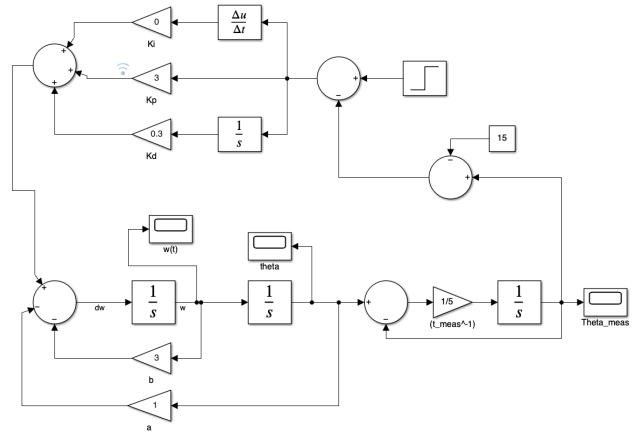 0
Δu
Δt
Ki
+
+
+
3
Kp
+
−
0.3
1
s
Kd
15
−
+
w(t)
theta
+
−
−
dw
1
s
w
1
s
+
−
1/5
(t_meas^-1)
1
s
Theta_meas
3
b
1
a